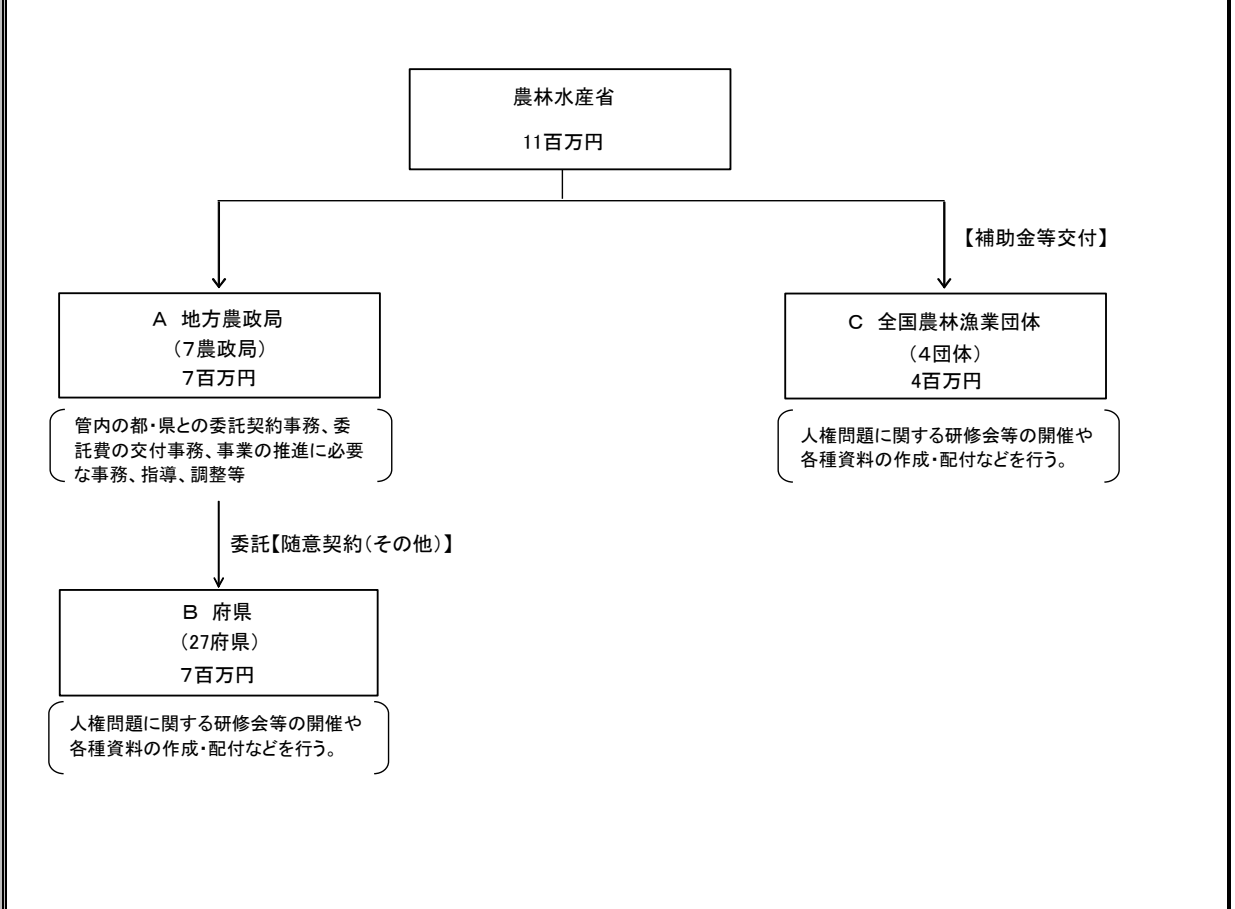 農林水産省
11百万円
【補助金等交付】
A 地方農政局
(7農政局)
7百万円
管内の都・県との委託契約事務、委
託費の交付事務、事業の推進に必要
な事務、指導、調整等
C 全国農林漁業団体
(4団体)
4百万円
人権問題に関する研修会等の開催や
各種資料の作成・配付などを行う。
委託【随意契約(その他)】
B 府県
(27府県)
7百万円
人権問題に関する研修会等の開催や
各種資料の作成・配付などを行う。